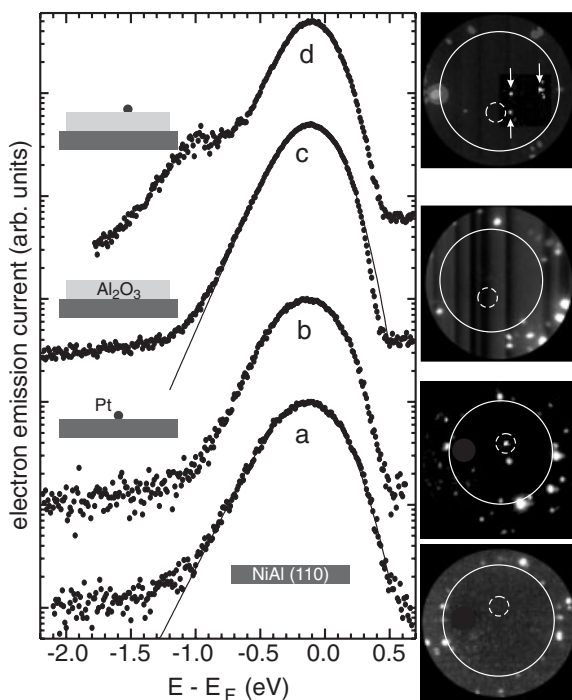 electron emission current (arb. units)
d
c
Al₂O₃
b
Pt
a
NiAl (110)
-2.0 -1.5 -1.0 -0.5 0.0 0.5
E - E_F (eV)